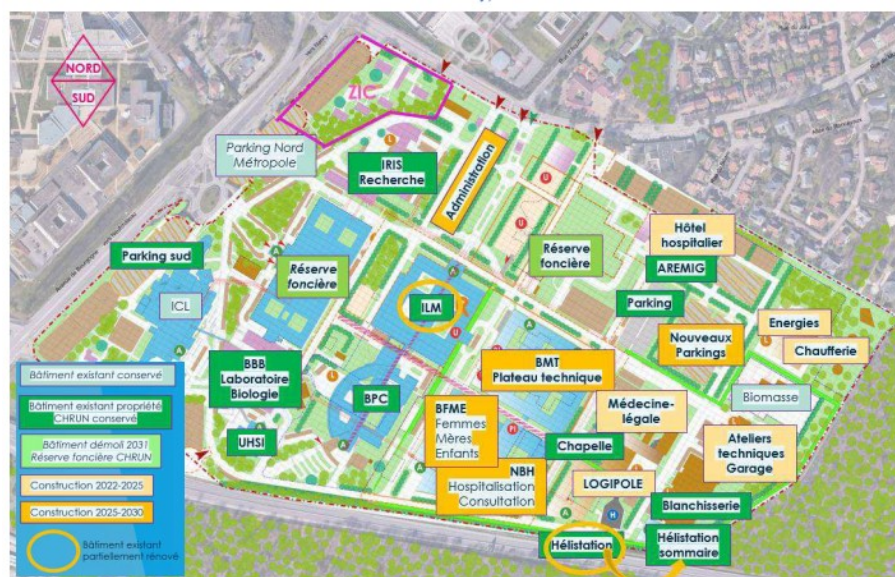 NORD
SUD
ZIC
Parking Nord
Métropole
IRIS
Recherche
Administration
Hôtel
hospitalier
Parking sud
Réserve
foncière
Réserve
foncière
AREMIG
ICL
ILM
Parking
Energies
Nouveaux
Parkings
Chaufferie
BBB
Laboratoire
Biologie
BPC
BMT
Plateau technique
Biomasse
Bâtiment existant conservé
Bâtiment existant propriété
CHRUN conservé
Bâtiment démoli 2031
Réserve foncière CHRUN
Construction 2022-2025
Construction 2025-2030
Bâtiment existant
partiellement rénové
UHSI
BFME
Femmes
Mères
Enfants
Médecine-
légale
Chapelle
Ateliers
techniques
Garage
NBH
Hospitalisation
Consultation
LOGIPOLE
Blanchisserie
Hélistation
Hélistation
sommaire